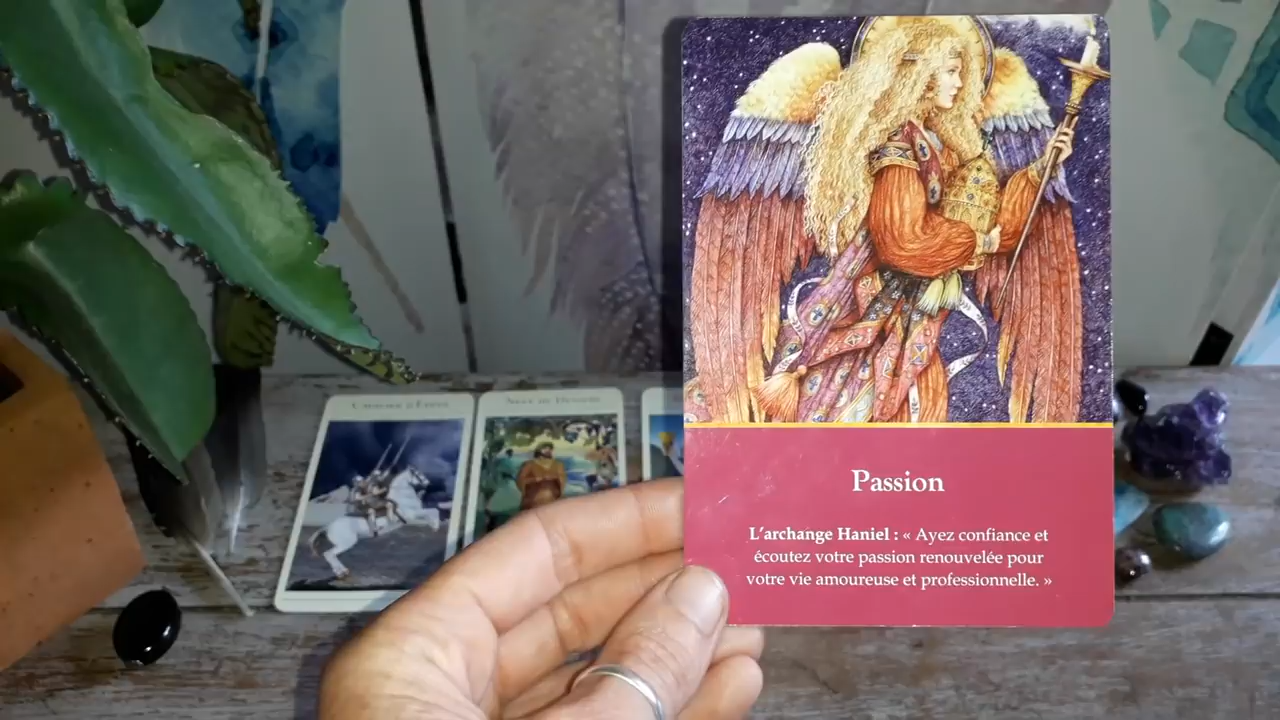 Passion
L'archange Haniel : « Ayez confiance et
écoutez votre passion renouvelée pour
votre vie amoureuse et professionnelle. »